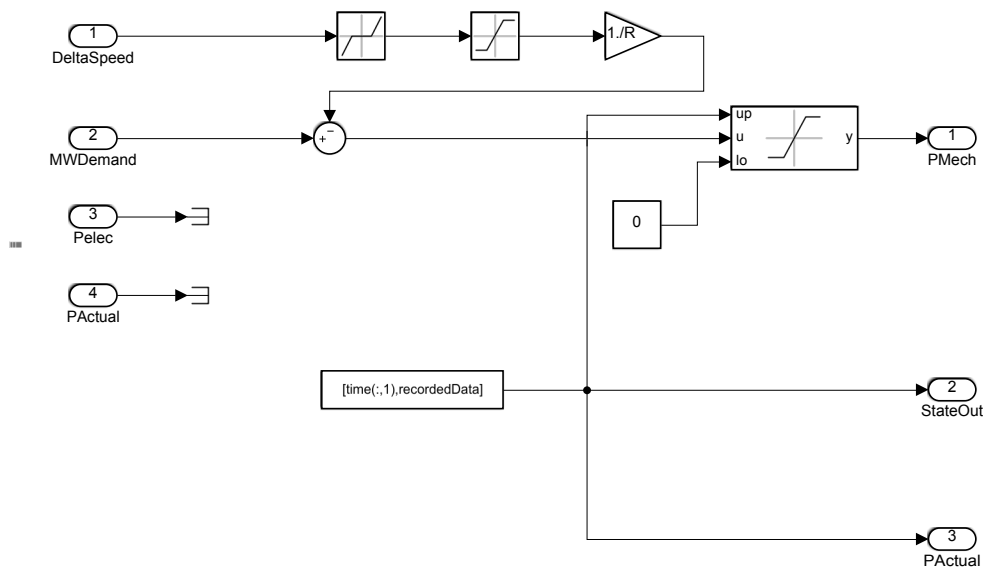 1
DeltaSpeed
1./R
2
MWDemand
−
+
up
u
lo
y
1
PMech
3
Pelec
0
4
PActual
[time(:,1),recordedData]
2
StateOut
3
PActual